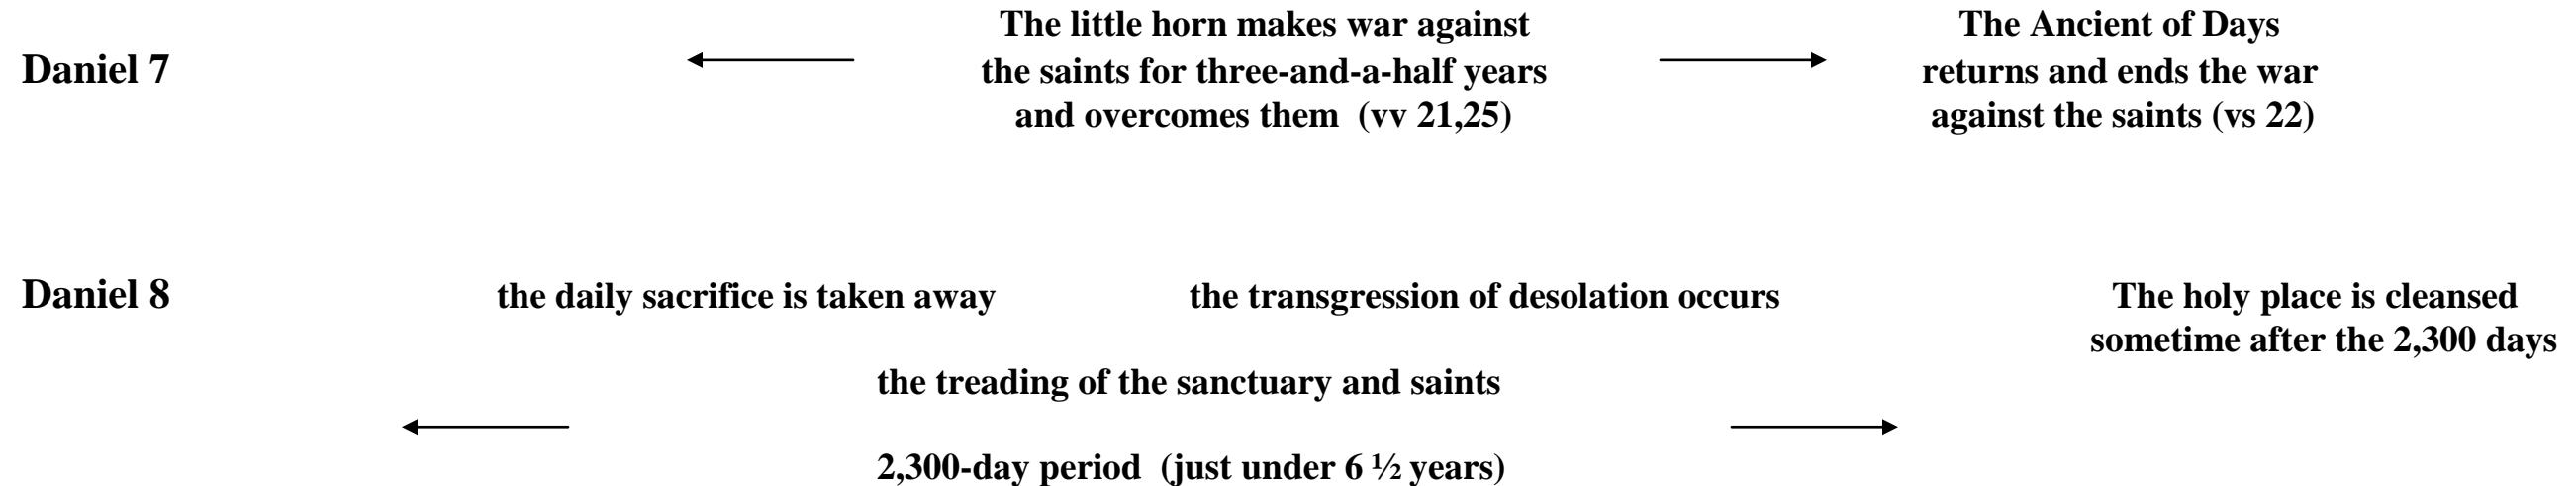 Daniel 7
The little horn makes war against
the saints for three-and-a-half years
and overcomes them (vv 21,25)
The Ancient of Days
returns and ends the war
against the saints (vs 22)
Daniel 8
the daily sacrifice is taken away
the transgression of desolation occurs
The holy place is cleansed
sometime after the 2,300 days
the treading of the sanctuary and saints
2,300-day period (just under 6 ½ years)